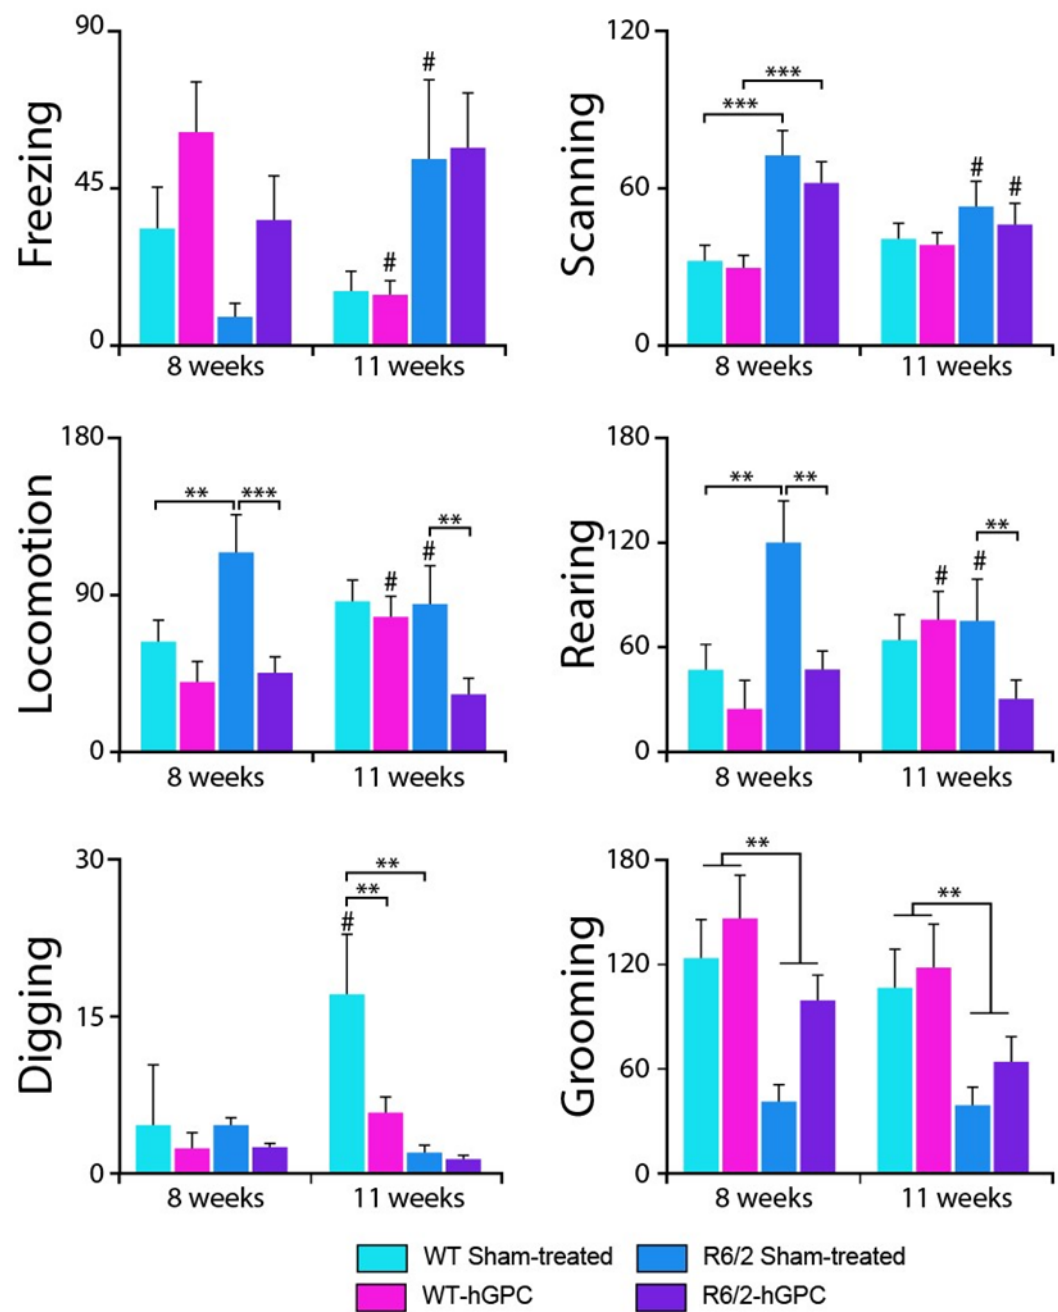 Freezing
90
45
0
#
#
8 weeks
11 weeks
Scanning
120
60
0
***
***
#
#
8 weeks
11 weeks
Locomotion
180
90
0
**
***
#
#
**
8 weeks
11 weeks
Rearing
180
120
60
0
**
**
#
#
**
8 weeks
11 weeks
Digging
30
15
0
**
**
#
8 weeks
11 weeks
Grooming
180
120
60
0
**
**
8 weeks
11 weeks
WT Sham-treated
R6/2 Sham-treated
WT-hGPC
R6/2-hGPC